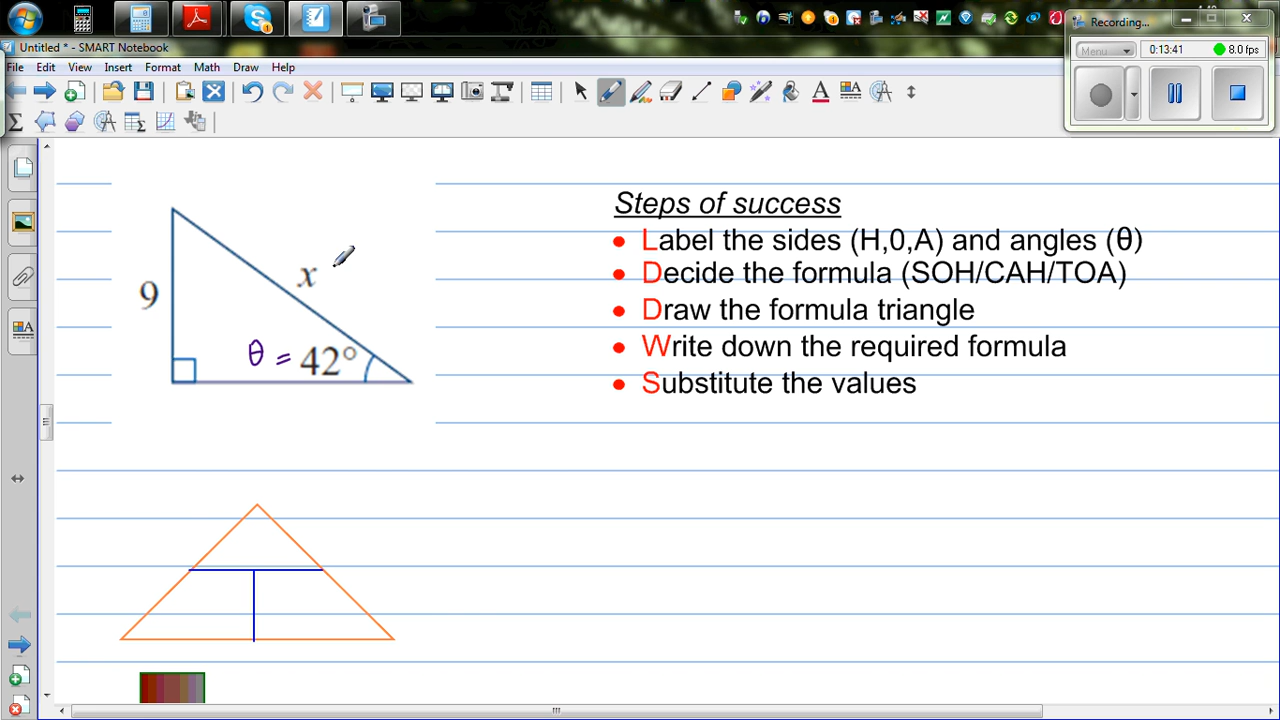 Untitled * - SMART Notebook
File Edit View Insert Format Math Draw Help
Recording...
Menu
0:13:41
8.0 fps
9
x
θ = 42°
Steps of success
Label the sides (H,0,A) and angles (θ)
Decide the formula (SOH/CAH/TOA)
Draw the formula triangle
Write down the required formula
Substitute the values